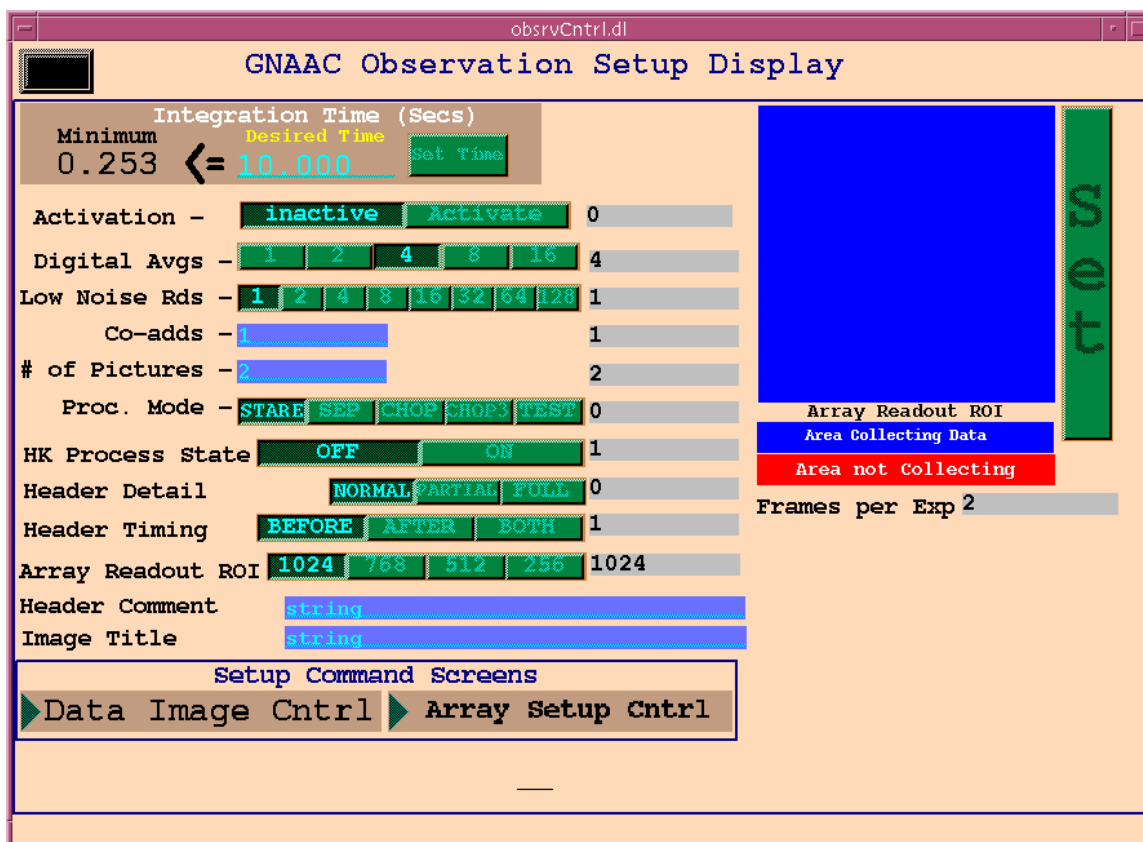 obsrvCntrl.dl
GNAAC Observation Setup Display
Integration Time (Secs)
Minimum Desired Time
0.253 <= 10.000 Set Time
Activation – inactive Activate 0
Digital Avgs – 1 2 4 8 16 4
Low Noise Rds – 1 2 4 8 16 32 64 128 1
Co-adds – 1 1
# of Pictures – 2 2
Proc. Mode – STARE SEP CHOP CHOP3 TEST 0
HK Process State OFF ON 1
Header Detail NORMAL PARTIAL FULL 0
Header Timing BEFORE AFTER BOTH 1
Array Readout ROI 1024 768 512 256 1024
Header Comment string
Image Title string
Setup Command Screens
Data Image Cntrl Array Setup Cntrl
Array Readout ROI
Area Collecting Data
Area not Collecting
Frames per Exp 2
set